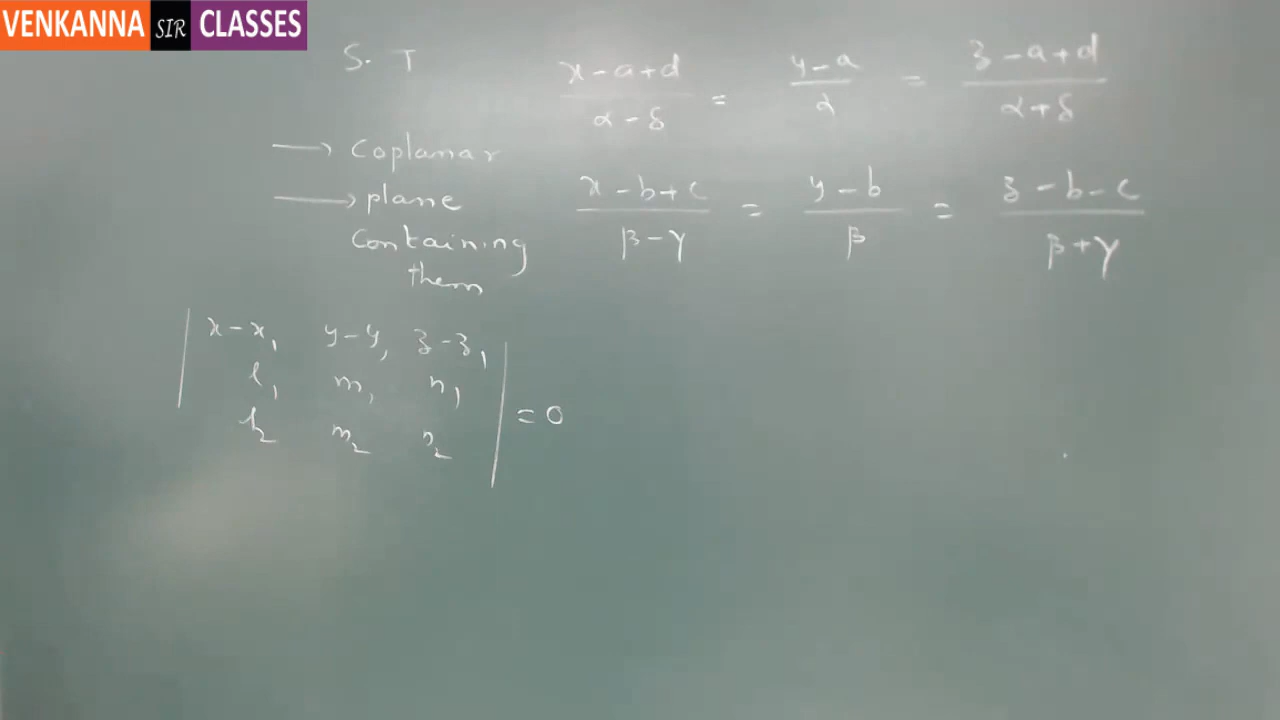 VENKANNA SIR CLASSES
S. T
x-a+d / α-δ = y-a / α = z-a+d / α+δ
→ Coplanar
→ plane
containing
them
x-b+c / β-γ = y-b / β = z-b-c / β+γ
| x-x₁ y-y₁ z-z₁ |
| l₁ m₁ n₁ | = 0
| l₂ m₂ n₂ |